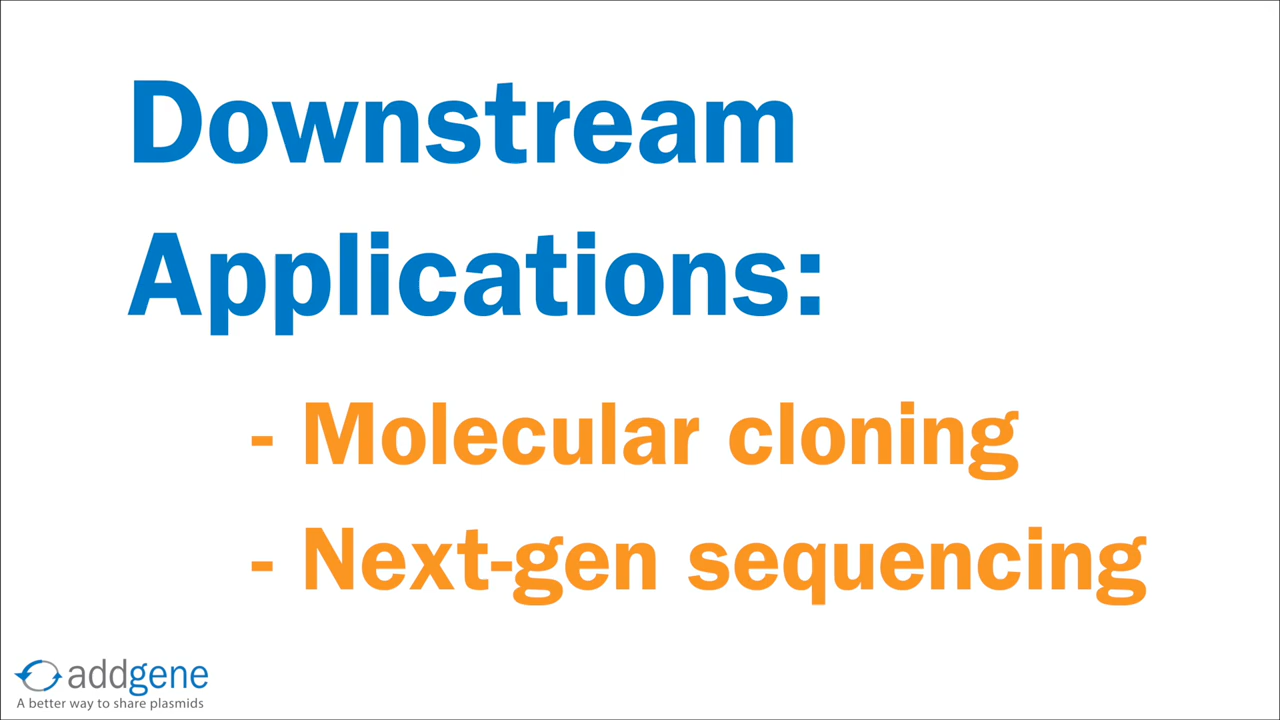 Downstream
Applications:
- Molecular cloning
- Next-gen sequencing
addgene
A better way to share plasmids